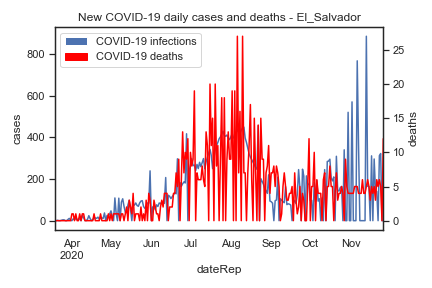 New COVID-19 daily cases and deaths - El_Salvador
COVID-19 infections
COVID-19 deaths
800
600
400
200
0
cases
25
20
15
10
5
0
deaths
Apr May Jun Jul Aug Sep Oct Nov
2020
dateRep